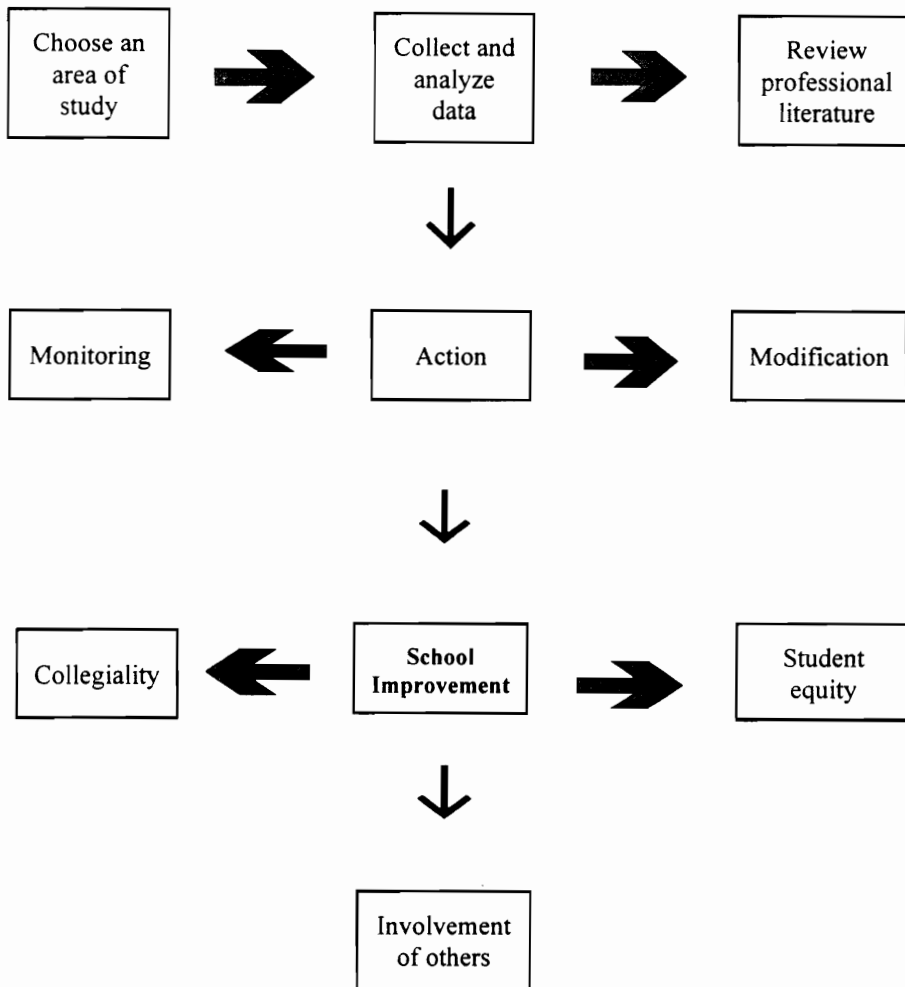 Choose an
area of
study
Collect and
analyze
data
Review
professional
literature
Monitoring
Action
Modification
Collegiality
School
Improvement
Student
equity
Involvement
of others